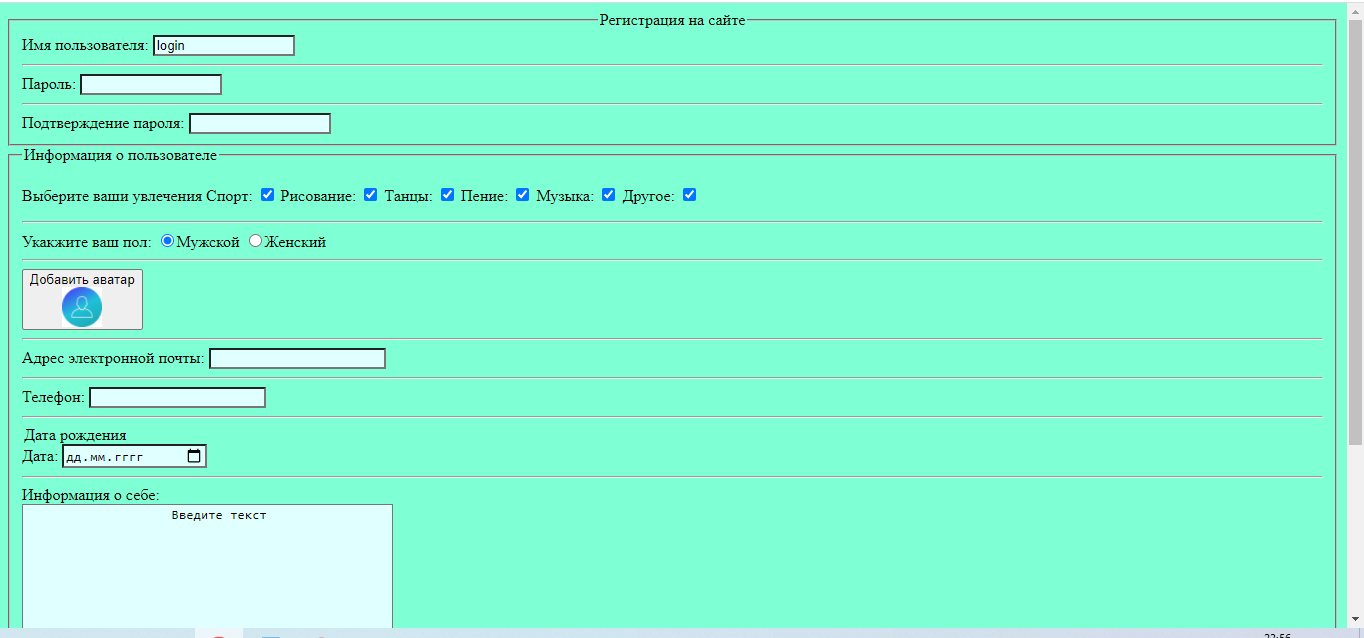 Регистрация на сайте
Имя пользователя: login
Пароль:
Подтверждение пароля:
Информация о пользователе
Выберите ваши увлечения Спорт: Рисование: Танцы: Пение: Музыка: Другое:
Укакжите ваш пол: Мужской Женский
Добавить аватар
Адрес электронной почты:
Телефон:
Дата рождения
Дата: дд.мм.гггг
Информация о себе:
Введите текст